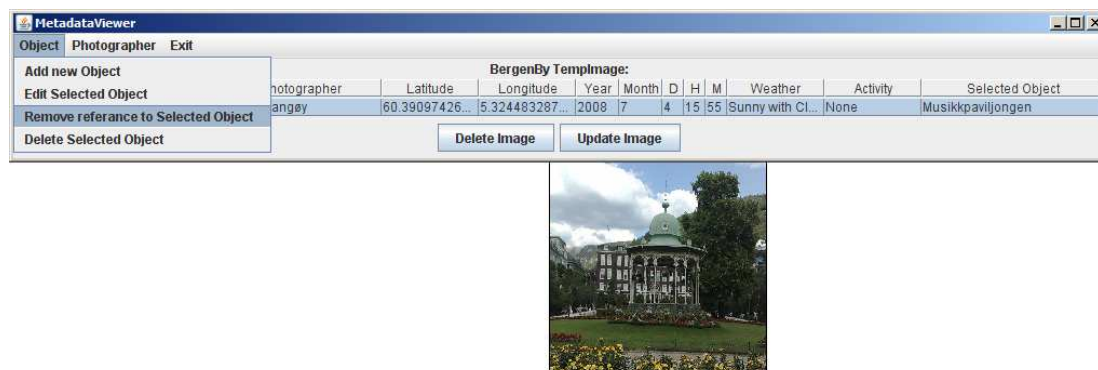 MetadataViewer
Object Photographer Exit
Add new Object
Edit Selected Object
Remove referance to Selected Object
Delete Selected Object
BergenBy TempImage:
hotographer Latitude Longitude Year Month D H M Weather Activity Selected Object
angøy 60.39097426... 5.324483287... 2008 7 4 15 55 Sunny with Cl... None Musikkpaviljongen
Delete Image Update Image